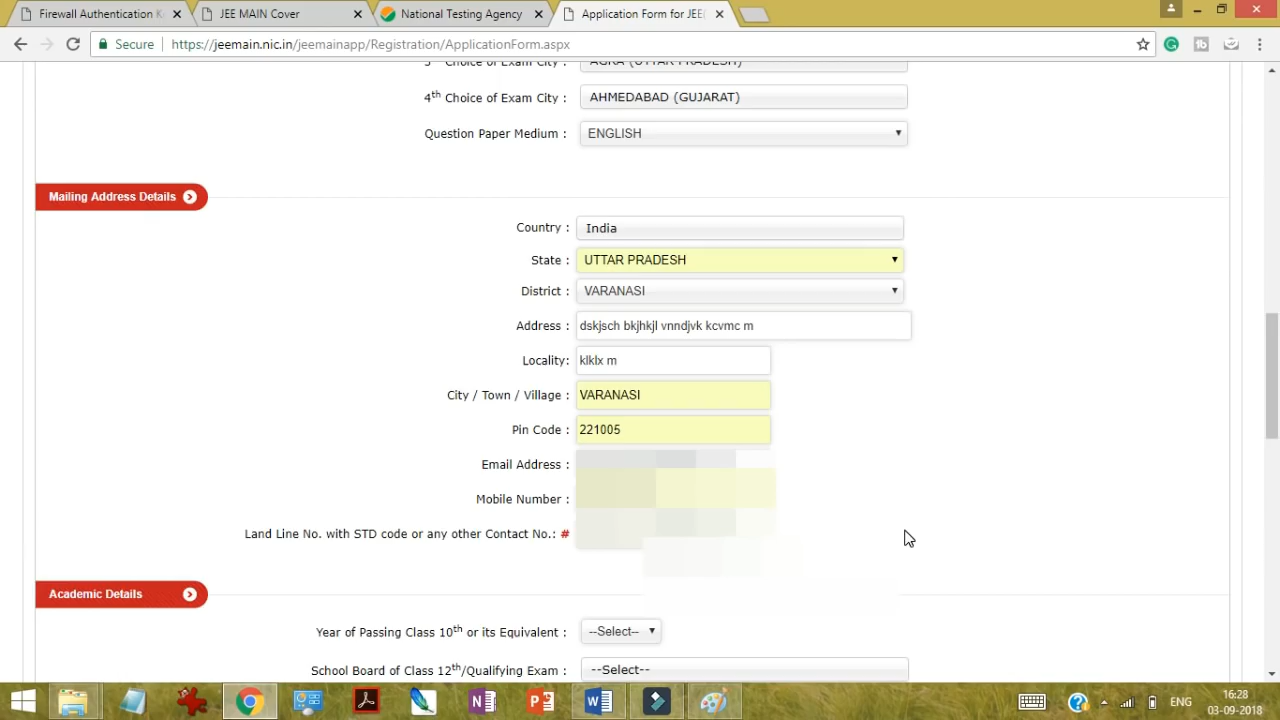 Firewall Authentication K
JEE MAIN Cover
National Testing Agency
Application Form for JEE
Secure https://jeemain.nic.in/jeemainapp/Registration/ApplicationForm.aspx
3rd Choice of Exam City : AGRA (UTTAR PRADESH)
4th Choice of Exam City : AHMEDABAD (GUJARAT)
Question Paper Medium : ENGLISH
Mailing Address Details
Country : India
State : UTTAR PRADESH
District : VARANASI
Address : dskjsch bkjhkjl vnndjvk kcvmc m
Locality: klklx m
City / Town / Village : VARANASI
Pin Code : 221005
Email Address :
Mobile Number :
Land Line No. with STD code or any other Contact No.: #
Academic Details
Year of Passing Class 10th or its Equivalent : --Select--
School Board of Class 12th/Qualifying Exam : --Select--
ENG
16:28
03-09-2018